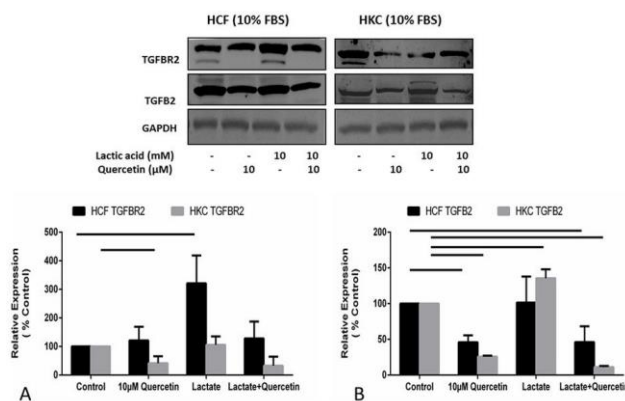 HCF (10% FBS) HKC (10% FBS)
TGFBR2
TGFB2
GAPDH
Lactic acid (mM) - - 10 10 - - 10 10
Quercetin (µM) - 10 - 10 - 10 - 10
HCF TGFBR2 HKC TGFBR2
Relative Expression
( % Control)
500
400
300
200
100
0
Control 10µM Quercetin Lactate Lactate+Quercetin
A
HCF TGFB2 HKC TGFB2
Relative Expression
( % Control)
200
150
100
50
0
Control 10µM Quercetin Lactate Lactate+Quercetin
B